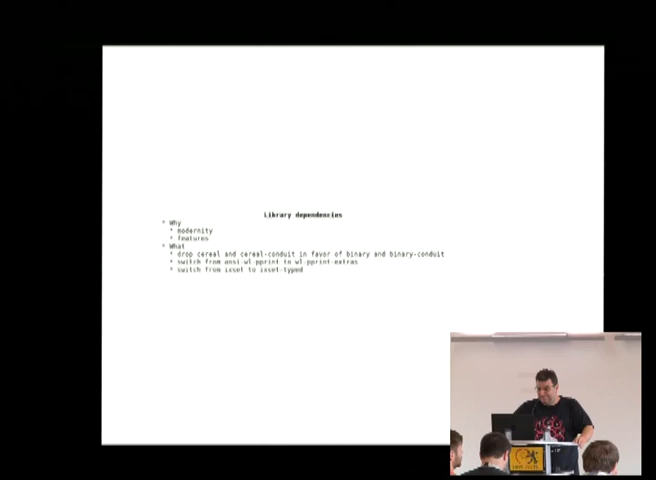 Library dependencies
* Why
* modernity
* features
* What
* drop cereal and cereal-conduit in favor of binary and binary-conduit
* switch from ansi-wl-pprint to wl-pprint-extras
* switch from ixset to ixset-typed